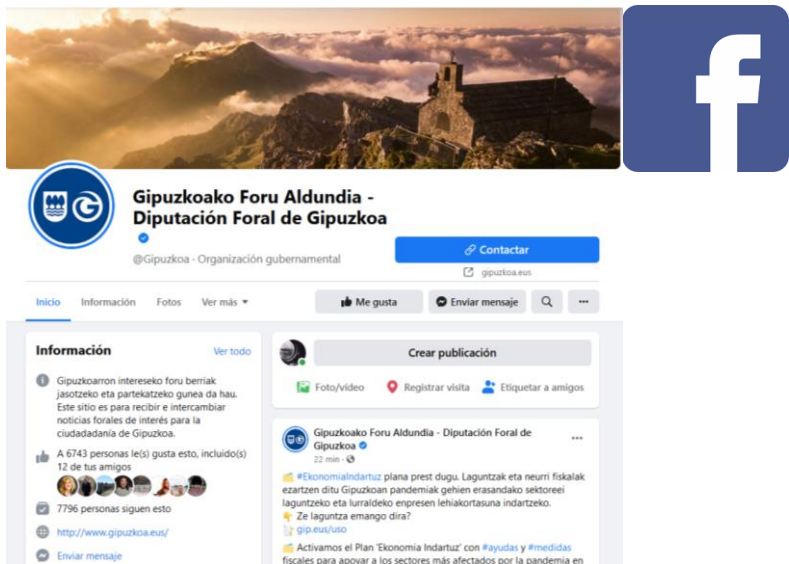 Gipuzkoako Foru Aldundia -
Diputación Foral de Gipuzkoa
@Gipuzkoa · Organización gubernamental
Contactar
gipuzkoa.eus
Inicio Información Fotos Ver más
Me gusta Enviar mensaje
Información Ver todo
Gipuzkoarron intereseko foru berriak
jasotzeko eta partekatzeko gunea da hau.
Este sitio es para recibir e intercambiar
noticias forales de interés para la
ciudadadanía de Gipuzkoa.
A 6743 personas le(s) gusta esto, incluido(s)
12 de tus amigos
7796 personas siguen esto
http://www.gipuzkoa.eus/
Enviar mensaje
Crear publicación
Foto/vídeo Registrar visita Etiquetar a amigos
Gipuzkoako Foru Aldundia - Diputación Foral de
Gipuzkoa
22 min ·
#EkonomiaIndartuz plana prest dugu. Laguntzak eta neurri fiskalak
ezartzen ditu Gipuzkoan pandemiak gehien erasandako sektoreei
laguntzeko eta lurraldeko enpresen lehiakortasuna indartzeko.
Ze laguntza emango dira?
gip.eus/uso
Activamos el Plan 'Ekonomia Indartuz' con #ayudas y #medidas
fiscales para apoyar a los sectores más afectados por la pandemia en